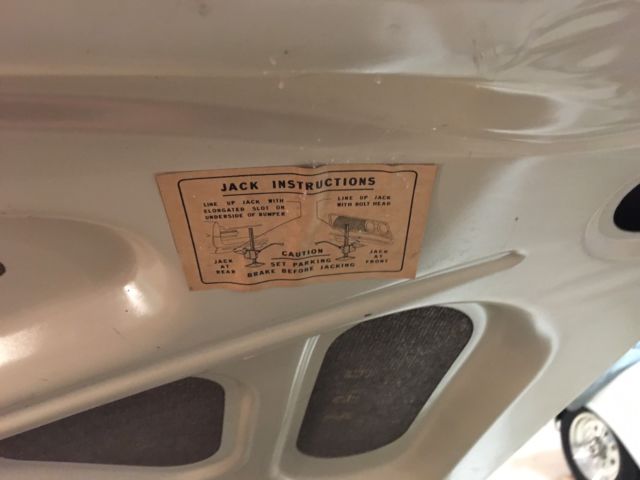 JACK INSTRUCTIONS
LINE UP JACK WITH
ELONGATED SLOT ON
UNDERSIDE OF BUMPER
LINE UP JACK
WITH BOLT HEAD
JACK
AT
REAR
CAUTION
SET PARKING
BRAKE BEFORE JACKING
JACK
AT
FRONT